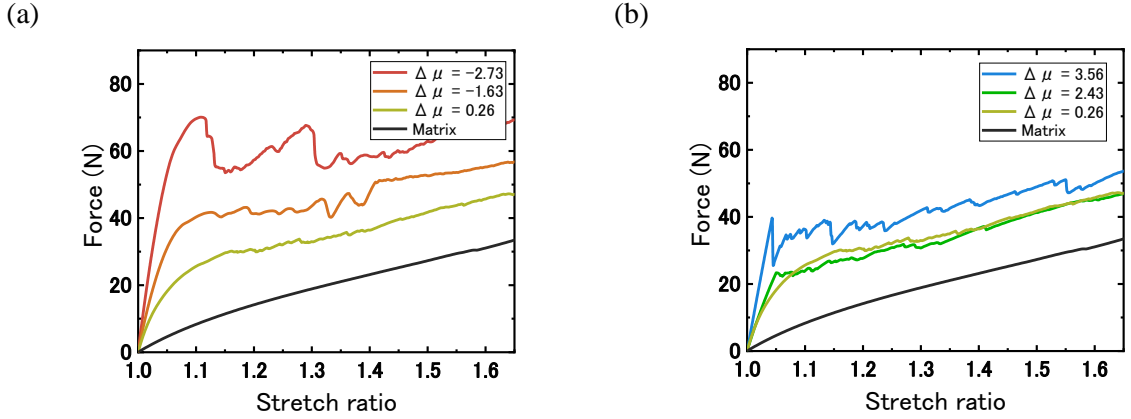 (a)
(b)
80
60
40
20
0
Force (N)
1.0 1.1 1.2 1.3 1.4 1.5 1.6
Stretch ratio
Δ μ = −2.73
Δ μ = −1.63
Δ μ = 0.26
Matrix
80
60
40
20
0
Force (N)
1.0 1.1 1.2 1.3 1.4 1.5 1.6
Stretch ratio
Δ μ = 3.56
Δ μ = 2.43
Δ μ = 0.26
Matrix